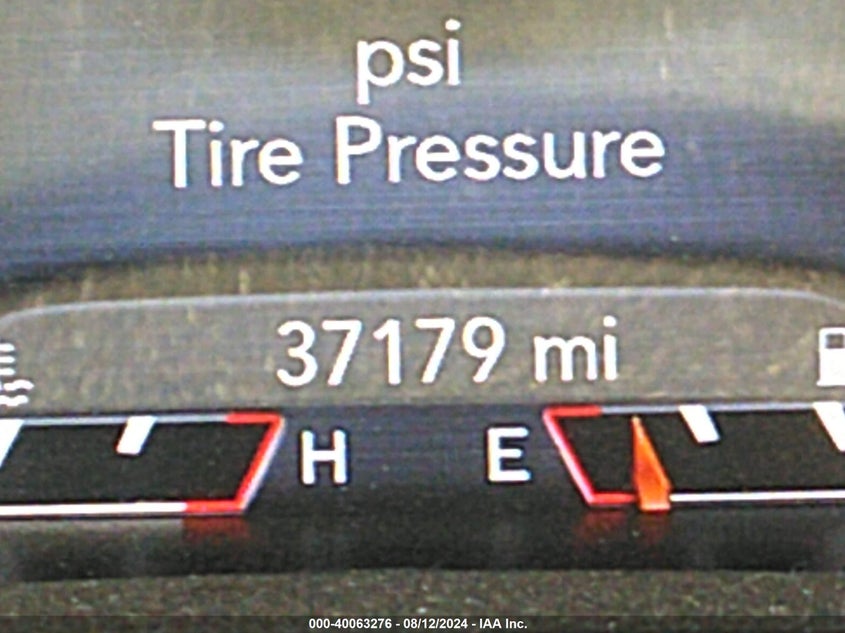 psi
Tire Pressure
37179 mi
H E
000-40063276 - 08/12/2024 - IAA Inc.